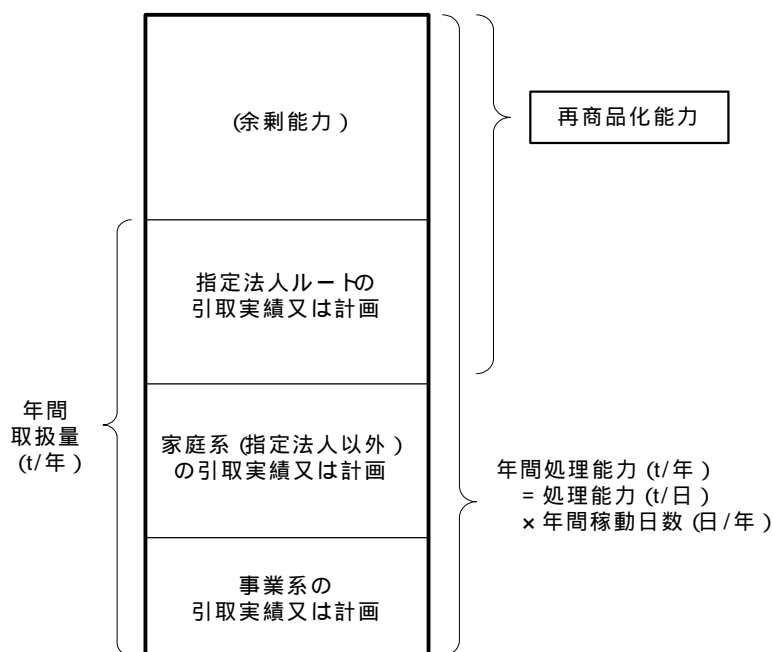 (余剰能力)
再商品化能力
指定法人ルートの
引取実績又は計画
年間
取扱量
(t/年)
家庭系(指定法人以外)
の引取実績又は計画
年間処理能力(t/年)
=処理能力(t/日)
×年間稼動日数(日/年)
事業系の
引取実績又は計画